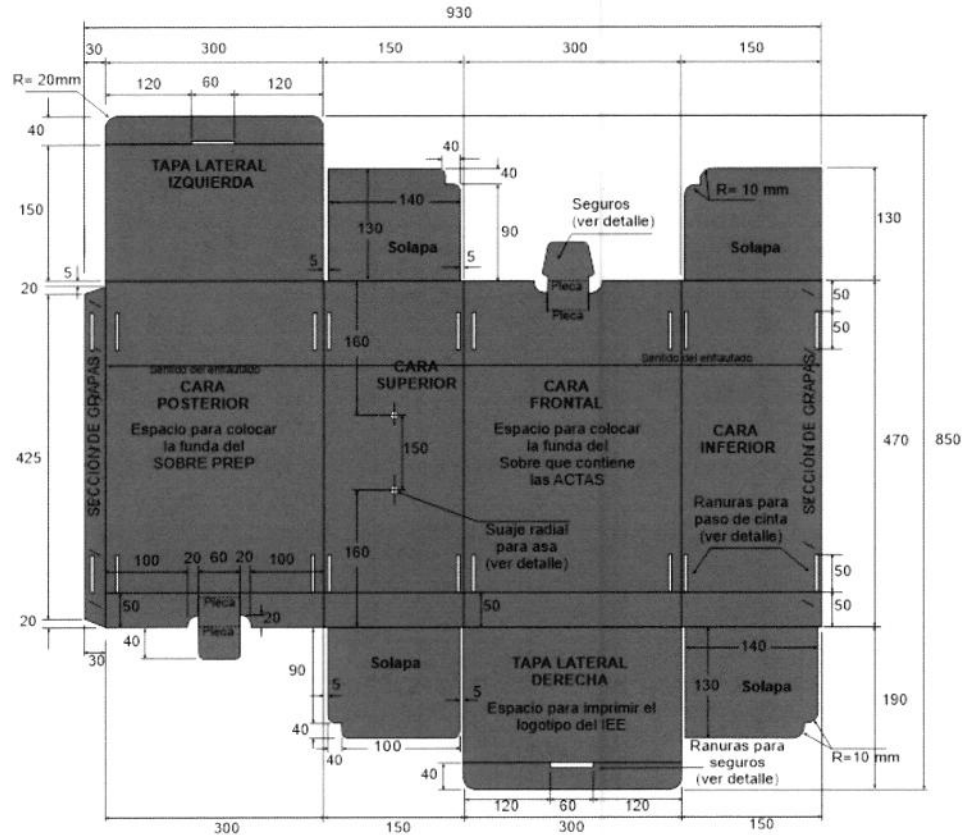 930
30
300
150
300
150
R= 20mm
120
60
120
40
TAPA LATERAL
IZQUIERDA
150
5
20
40
40
140
130
90
Solapa
5
5
Seguros
(ver detalle)
R= 10 mm
130
Solapa
Pleca
Pleca
50
50
160
Sentido del enflautado
Sentido del enflautado
CARA
POSTERIOR
Espacio para colocar
la funda del
SOBRE PREP
CARA
SUPERIOR
CARA
FRONTAL
Espacio para colocar
la funda del
Sobre que contiene
las ACTAS
CARA
INFERIOR
SECCIÓN DE GRAPAS
SECCIÓN DE GRAPAS
425
150
470
850
Suaje radial
para asa
(ver detalle)
Ranuras para
paso de cinta
(ver detalle)
160
100
20
60
20
100
50
50
50
50
Pleca
Pleca
20
20
40
30
90
5
Solapa
5
40
40
100
TAPA LATERAL
DERECHA
Espacio para imprimir el
logotipo del IEE
140
130
Solapa
190
Ranuras para
seguros
(ver detalle)
R=10 mm
40
120
60
120
300
150
300
150